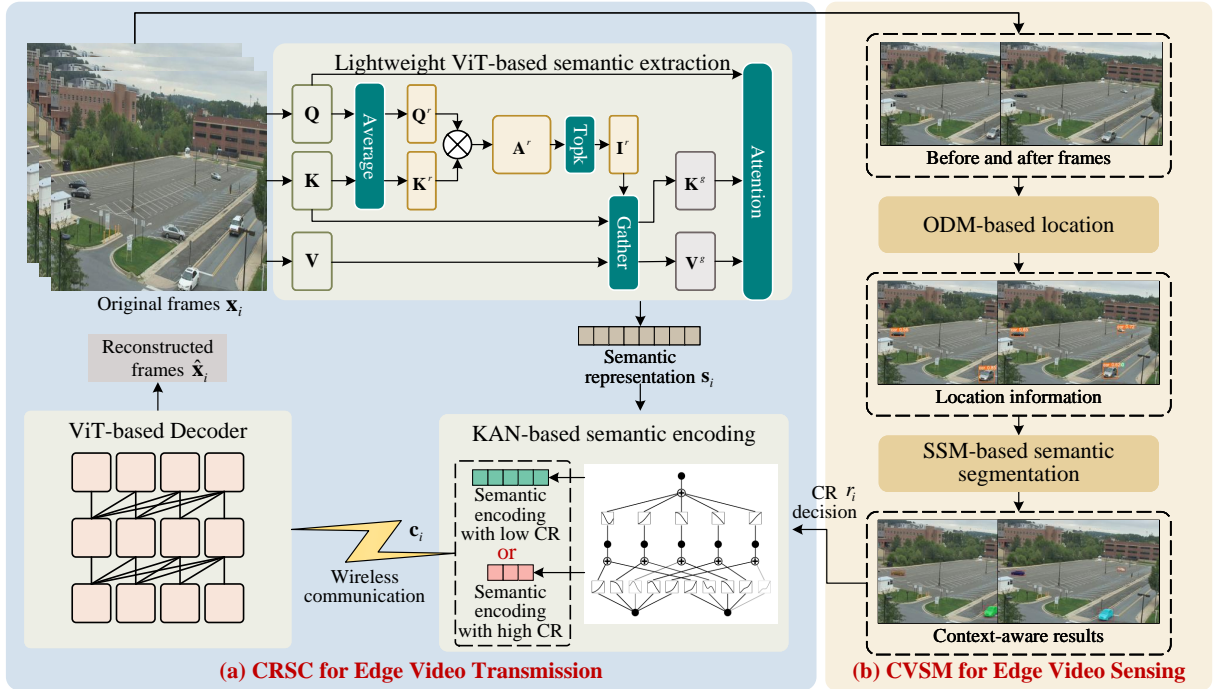 Lightweight ViT-based semantic extraction
Q
Average
Q^r
K
K^r
A^r
Topk
I^r
Gather
K^g
V
V^g
Attention
Original frames x_i
Semantic
representation s_i
Reconstructed
frames x̂_i
ViT-based Decoder
KAN-based semantic encoding
Semantic
encoding
with low CR
or
Semantic
encoding
with high CR
c_i
Wireless
communication
CR r_i
decision
(a) CRSC for Edge Video Transmission
Before and after frames
ODM-based location
Location information
SSM-based semantic
segmentation
Context-aware results
(b) CVSM for Edge Video Sensing